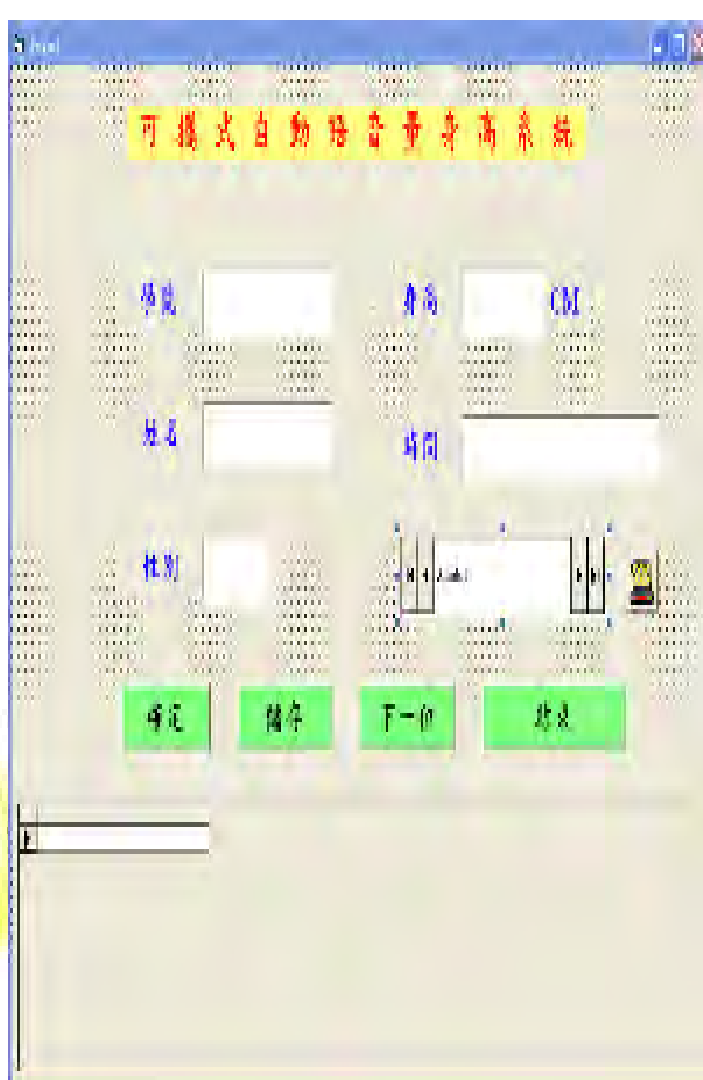 可攜式自動語音量身高系統
學號
身高
CM
姓名
時間
性別
確定
儲存
下一位
結束